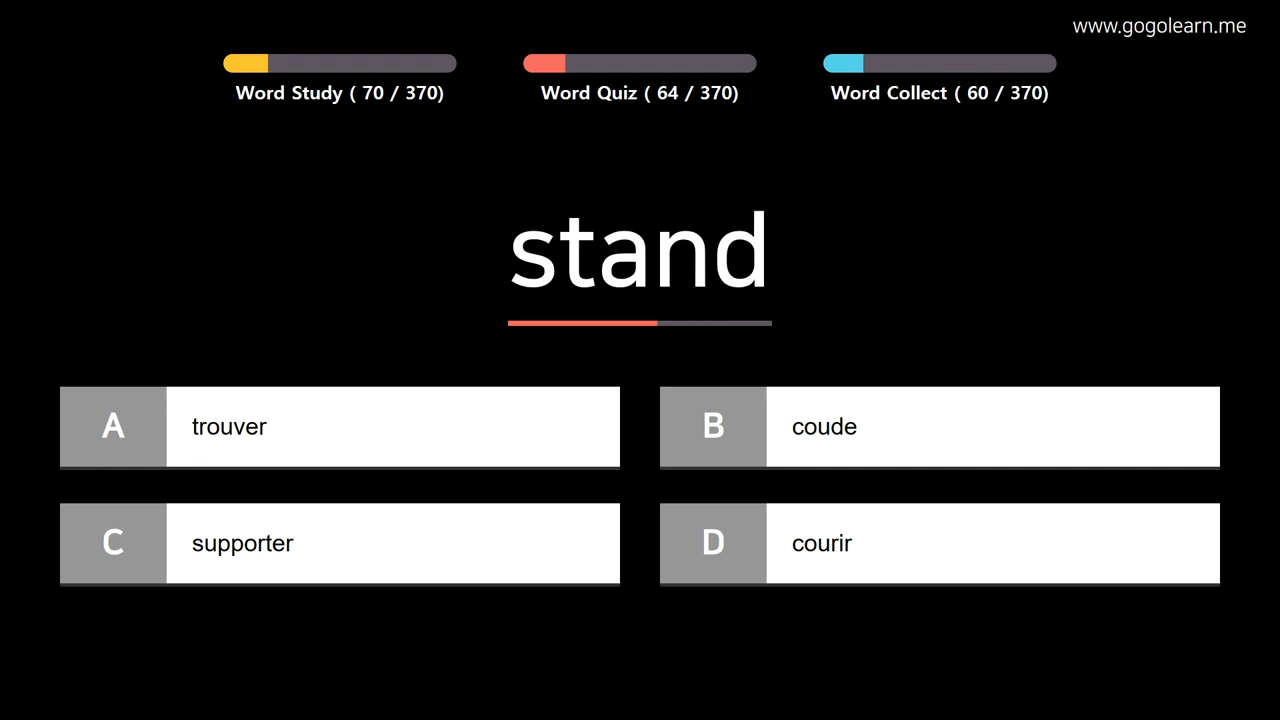 www.gogolearn.me
Word Study ( 70 / 370)
Word Quiz ( 64 / 370)
Word Collect ( 60 / 370)
stand
A trouver
B coude
C supporter
D courir